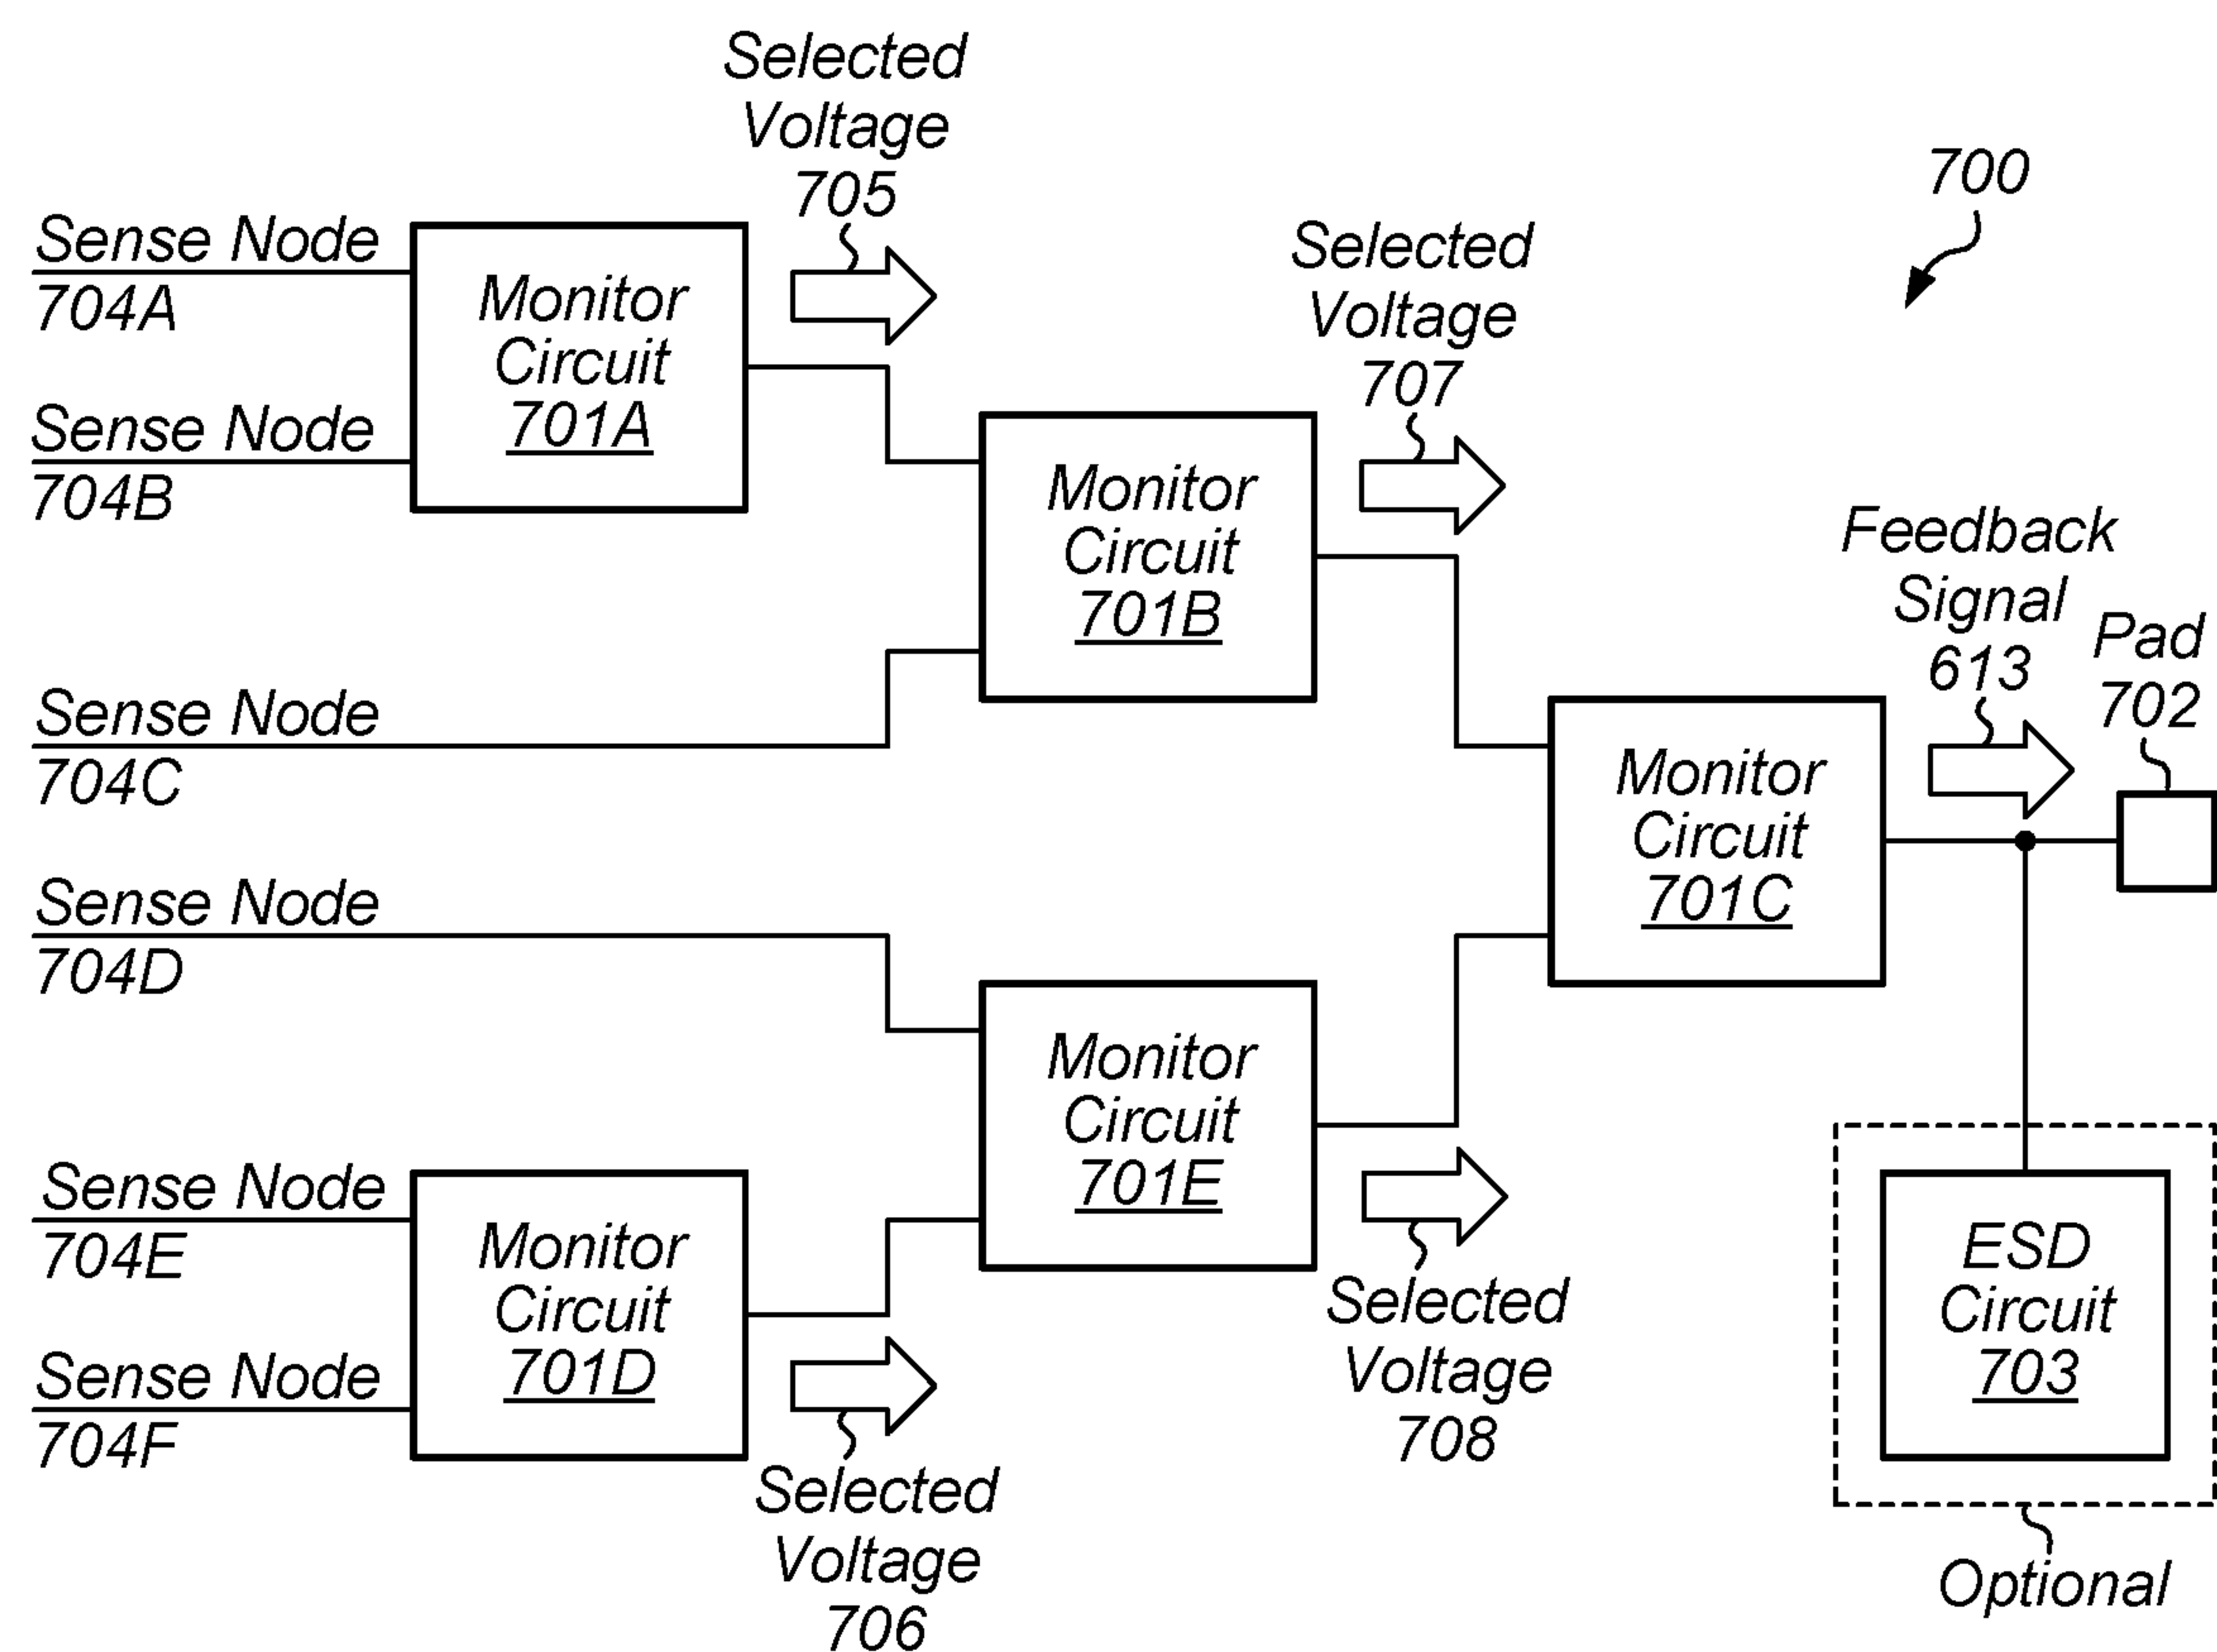 Selected
Voltage
705
700
Sense Node
704A
Monitor
Circuit
701A
Selected
Voltage
707
Sense Node
704B
Monitor
Circuit
701B
Feedback
Signal
613
Pad
702
Sense Node
704C
Monitor
Circuit
701C
Sense Node
704D
Monitor
Circuit
701E
Sense Node
704E
Monitor
Circuit
701D
ESD
Circuit
703
Selected
Voltage
708
Sense Node
704F
Selected
Voltage
706
Optional